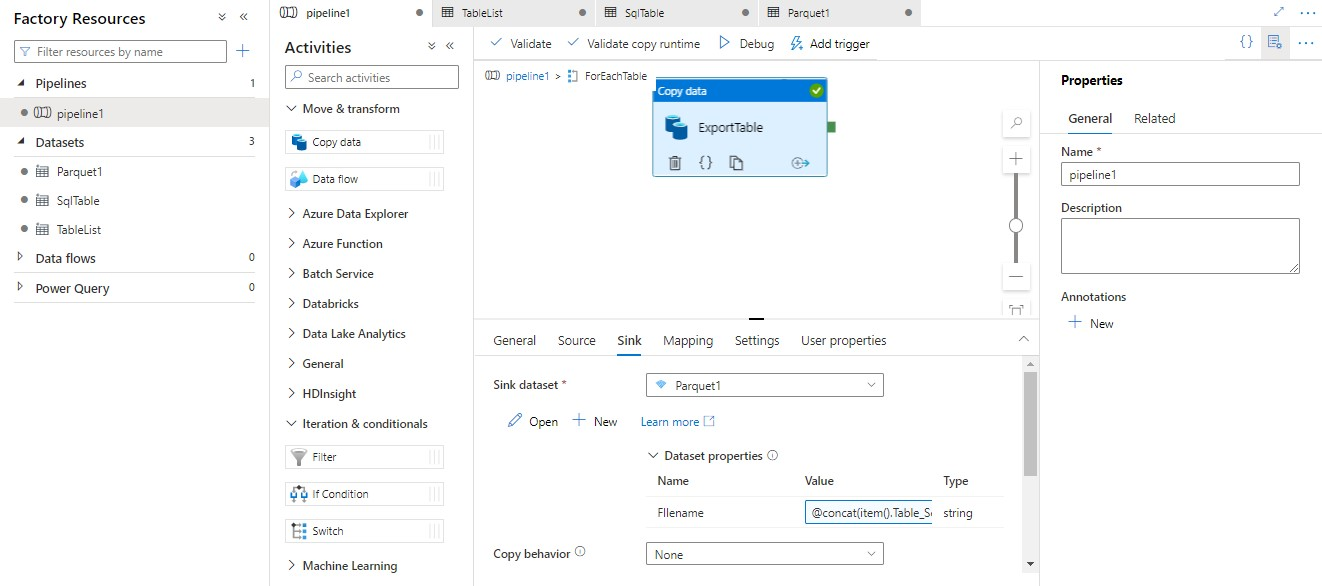 Factory Resources
Filter resources by name
Pipelines 1
pipeline1
Datasets 3
Parquet1
SqlTable
TableList
Data flows 0
Power Query 0
pipeline1
TableList
SqlTable
Parquet1
Activities
Search activities
Move & transform
Copy data
Data flow
Azure Data Explorer
Azure Function
Batch Service
Databricks
Data Lake Analytics
General
HDInsight
Iteration & conditionals
Filter
If Condition
Switch
Machine Learning
Validate Validate copy runtime Debug Add trigger
pipeline1 > ForEachTable
Copy data
ExportTable
General Source Sink Mapping Settings User properties
Sink dataset *
Parquet1
Open New Learn more
Dataset properties
Name Value Type
FIlename @concat(item().Table_S string
Copy behavior
None
Properties
General Related
Name *
pipeline1
Description
Annotations
New